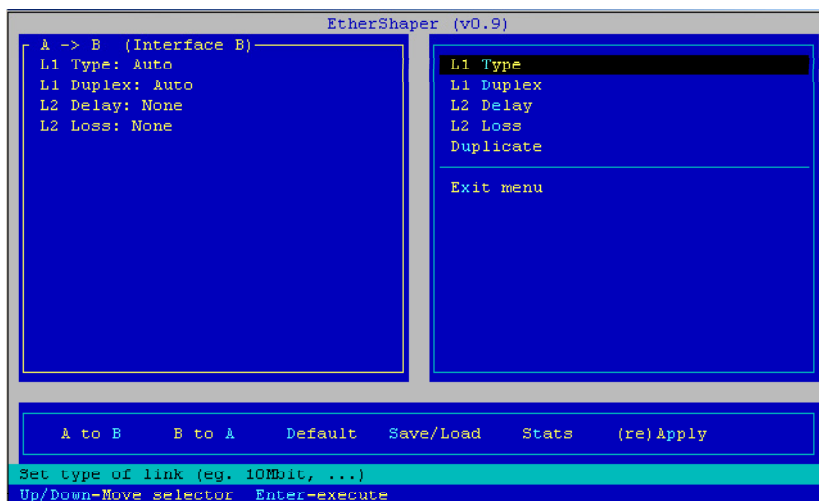 EtherShaper (v0.9)
A -> B (Interface B)
L1 Type: Auto
L1 Duplex: Auto
L2 Delay: None
L2 Loss: None
L1 Type
L1 Duplex
L2 Delay
L2 Loss
Duplicate
Exit menu
A to B B to A Default Save/Load Stats (re)Apply
Set type of link (eg. 10Mbit, ...)
Up/Down-Move selector Enter-execute